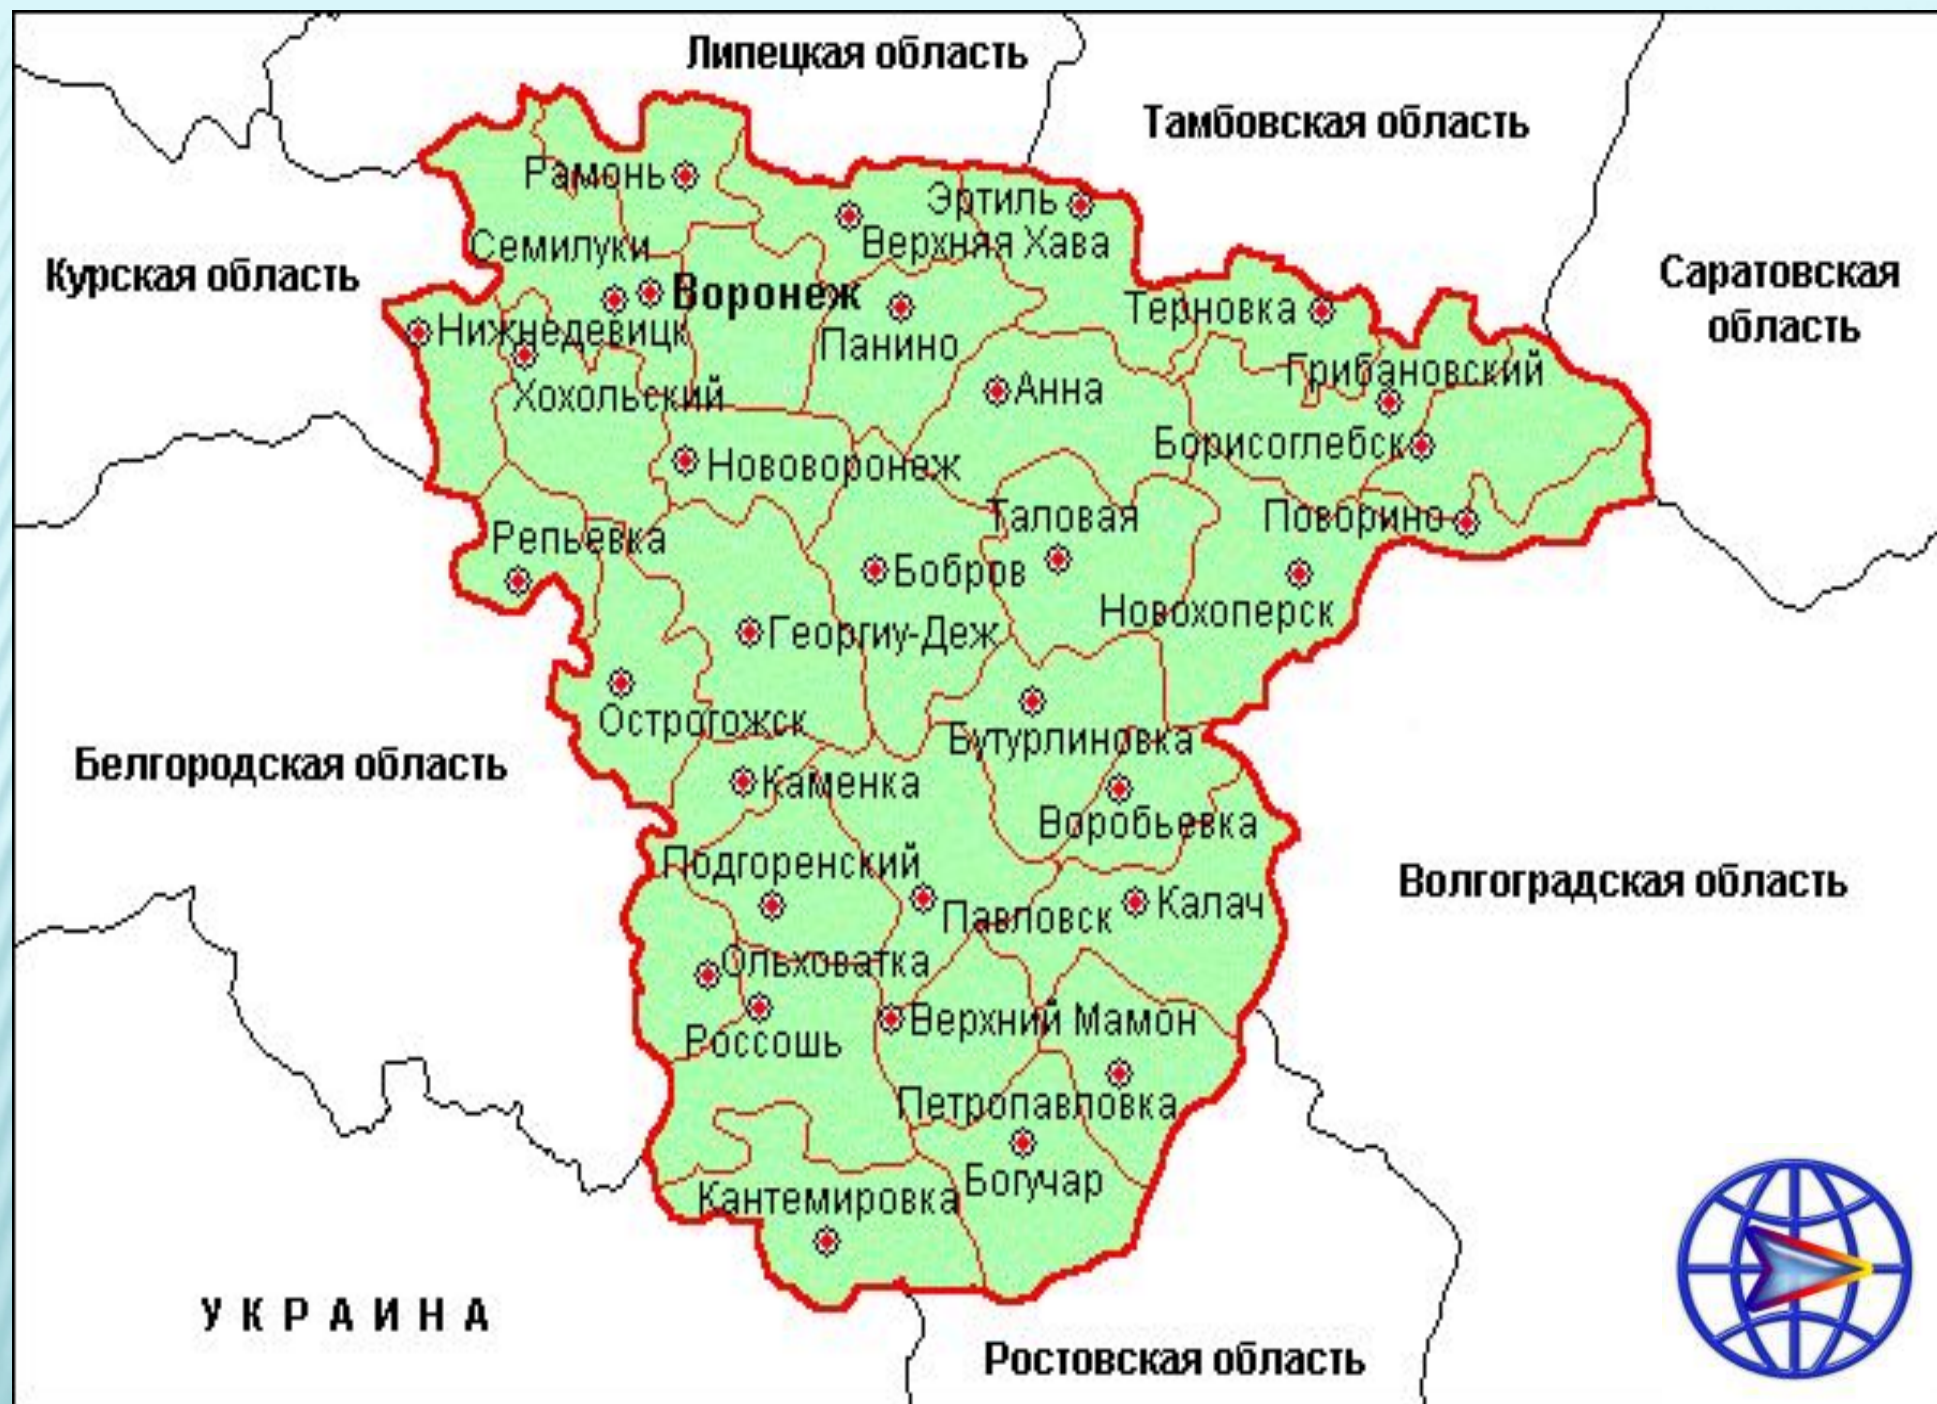 Липецкая область
Тамбовская область
Рамонь
Эртиль
Верхняя Хава
Семилуки
Курская область
Воронеж
Саратовская
область
Терновка
Нижнедевицк
Панино
Грибановский
Хохольский
Анна
Борисоглебск
Нововоронеж
Таловая
Поворино
Репьевка
Бобров
Новохоперск
Георгиу-Деж
Острогожск
Бутурлиновка
Белгородская область
Каменка
Воробьевка
Подгоренский
Волгоградская область
Павловск
Калач
Ольховатка
Верхний Мамон
Россошь
Петропавловка
Богучар
Кантемировка
УКРАИНА
Ростовская область